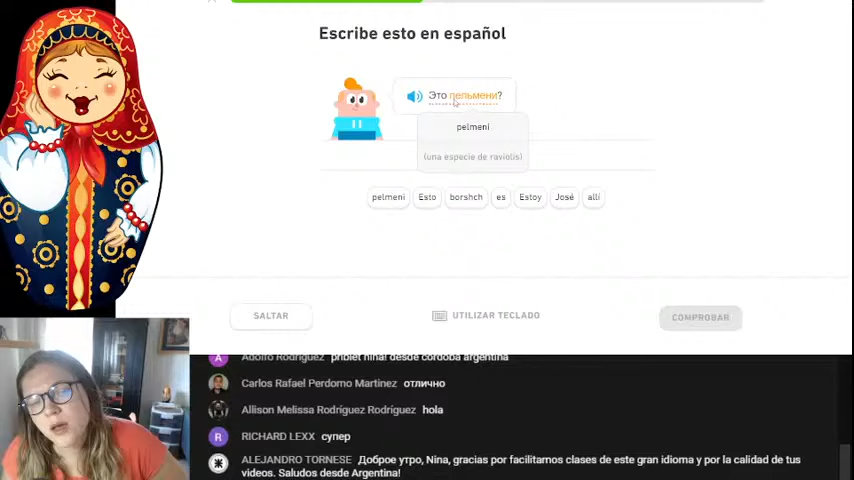 Escribe esto en español
Это пельмени?
pelmeni
(una especie de raviolis)
pelmeni Esto borshch es Estoy José allí
SALTAR
UTILIZAR TECLADO
COMPROBAR
A Adolfo Rodriguez pribiet nina! desde cordoba argentina
Carlos Rafael Perdomo Martinez отлично
Allison Melissa Rodríguez Rodríguez hola
R RICHARD LEXX супер
ALEJANDRO TORNESE Доброе утро, Nina, gracias por facilitarnos clases de este gran idioma y por la calidad de tus
videos. Saludos desde Argentina!